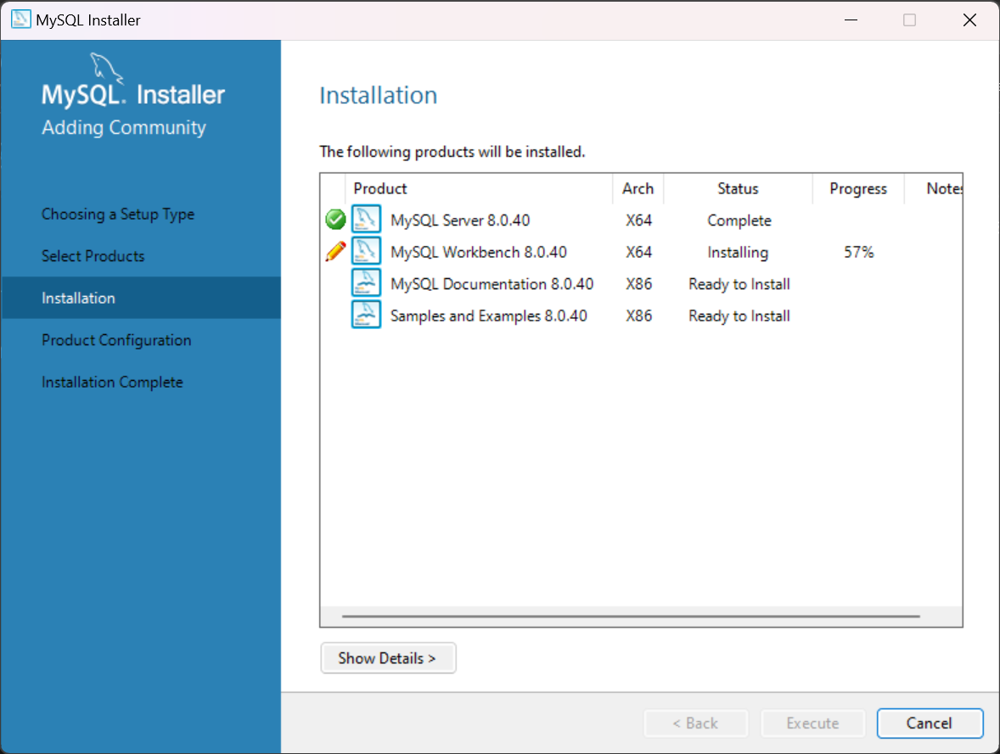 MySQL Installer
MySQL. Installer
Adding Community
Choosing a Setup Type
Select Products
Installation
Product Configuration
Installation Complete
Installation
The following products will be installed.
Product Arch Status Progress Notes
MySQL Server 8.0.40 X64 Complete
MySQL Workbench 8.0.40 X64 Installing 57%
MySQL Documentation 8.0.40 X86 Ready to Install
Samples and Examples 8.0.40 X86 Ready to Install
Show Details >
< Back Execute Cancel